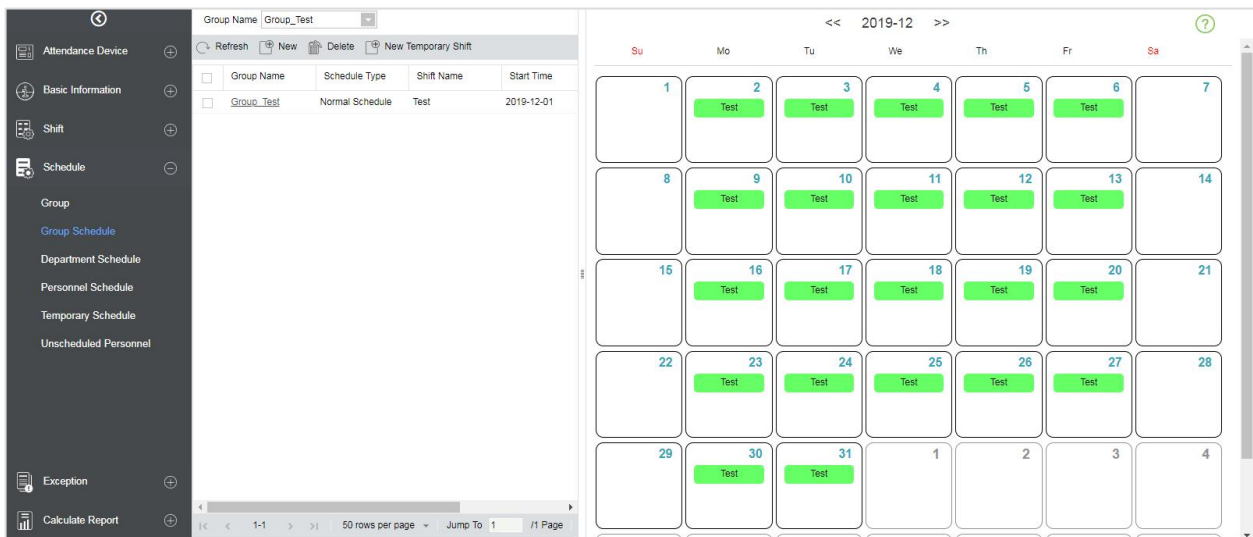 Attendance Device
Basic Information
Shift
Schedule
Group
Group Schedule
Department Schedule
Personnel Schedule
Temporary Schedule
Unscheduled Personnel
Exception
Calculate Report
Group Name Group_Test
Refresh New Delete New Temporary Shift
Group Name Schedule Type Shift Name Start Time
Group_Test Normal Schedule Test 2019-12-01
|< < 1-1 > >| 50 rows per page Jump To 1 /1 Page
<< 2019-12 >> ?
Su Mo Tu We Th Fr Sa
1 2 3 4 5 6 7
Test Test Test Test Test
8 9 10 11 12 13 14
Test Test Test Test Test
15 16 17 18 19 20 21
Test Test Test Test Test
22 23 24 25 26 27 28
Test Test Test Test Test
29 30 31 1 2 3 4
Test Test